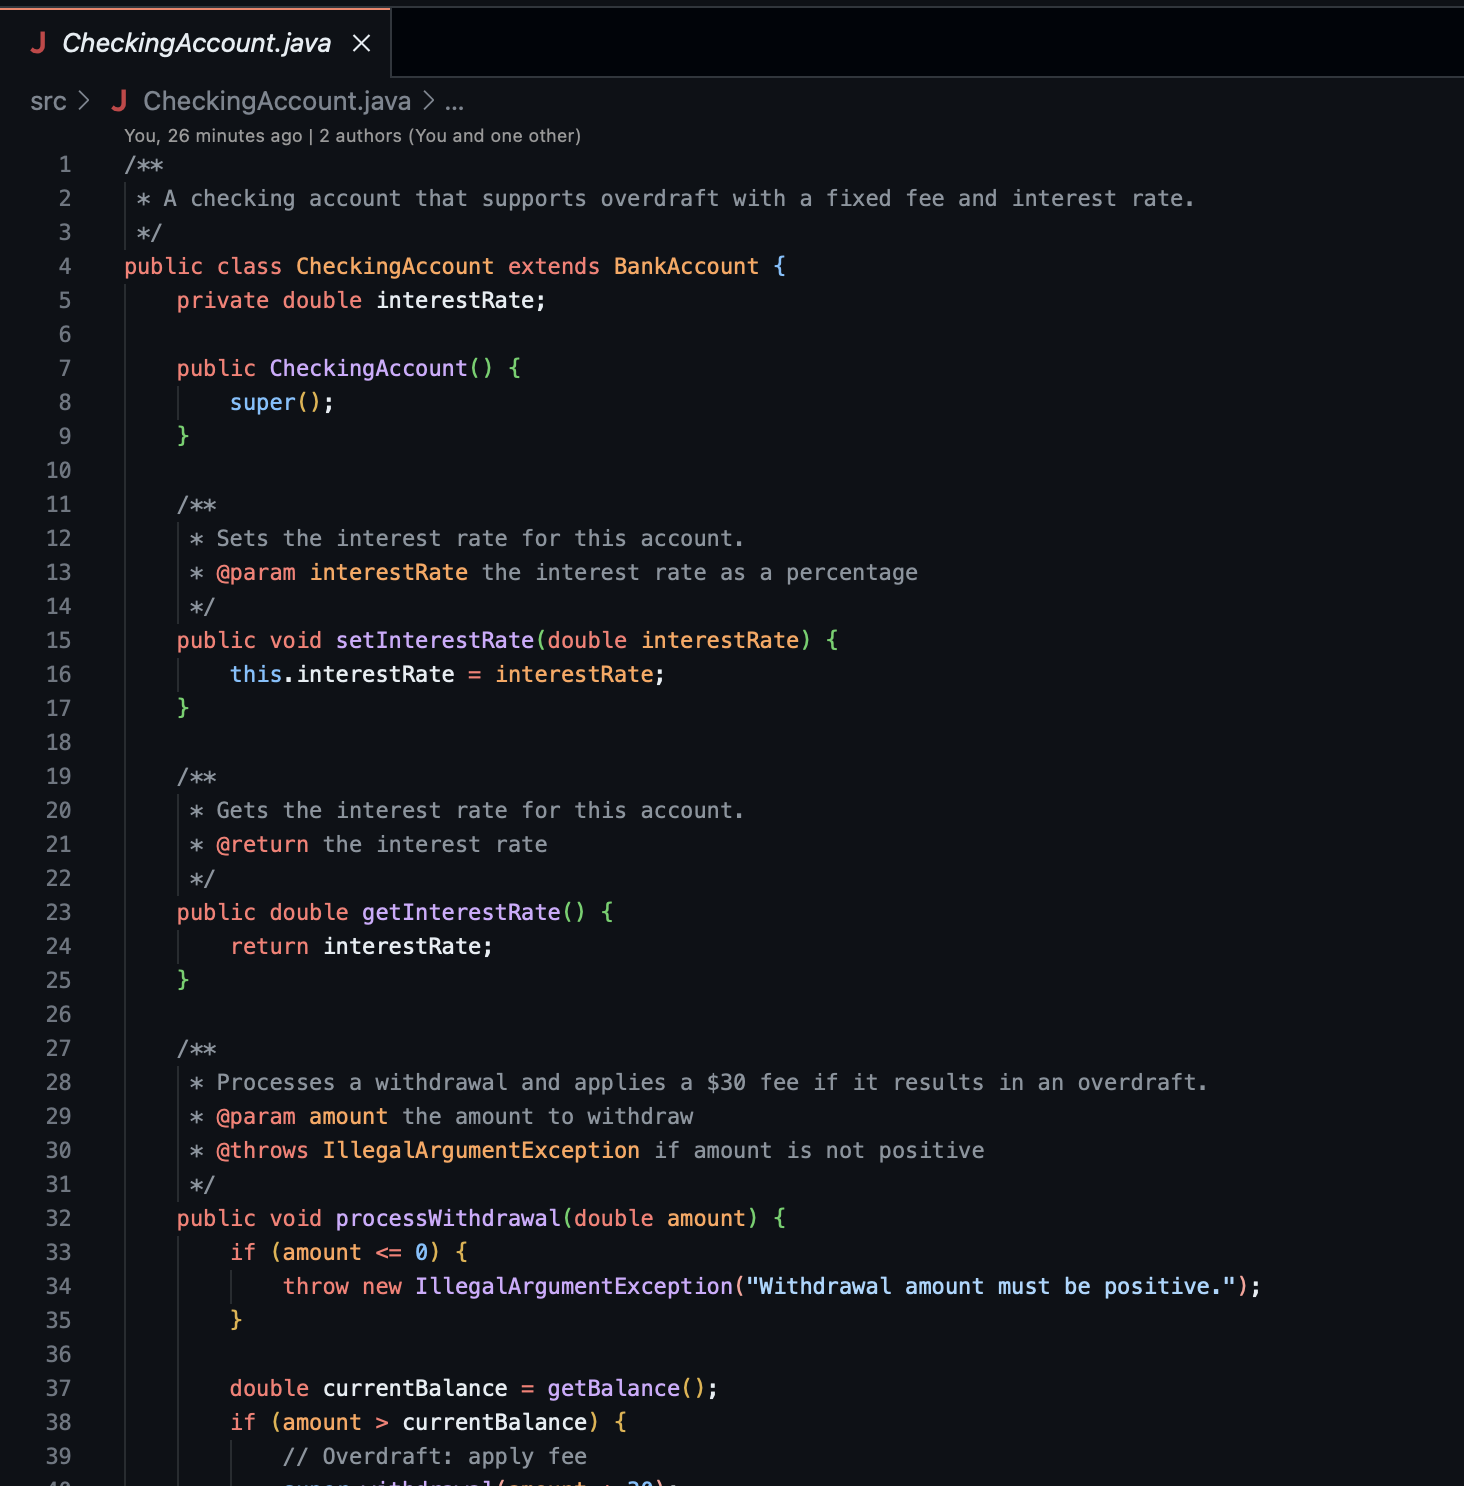 J CheckingAccount.java ×
src > J CheckingAccount.java > ...
You, 26 minutes ago | 2 authors (You and one other)
1 /**
2  * A checking account that supports overdraft with a fixed fee and interest rate.
3  */
4 public class CheckingAccount extends BankAccount {
5     private double interestRate;
6
7     public CheckingAccount() {
8         super();
9     }
10
11     /**
12      * Sets the interest rate for this account.
13      * @param interestRate the interest rate as a percentage
14      */
15     public void setInterestRate(double interestRate) {
16         this.interestRate = interestRate;
17     }
18
19     /**
20      * Gets the interest rate for this account.
21      * @return the interest rate
22      */
23     public double getInterestRate() {
24         return interestRate;
25     }
26
27     /**
28      * Processes a withdrawal and applies a $30 fee if it results in an overdraft.
29      * @param amount the amount to withdraw
30      * @throws IllegalArgumentException if amount is not positive
31      */
32     public void processWithdrawal(double amount) {
33         if (amount <= 0) {
34             throw new IllegalArgumentException("Withdrawal amount must be positive.");
35         }
36
37         double currentBalance = getBalance();
38         if (amount > currentBalance) {
39             // Overdraft: apply fee